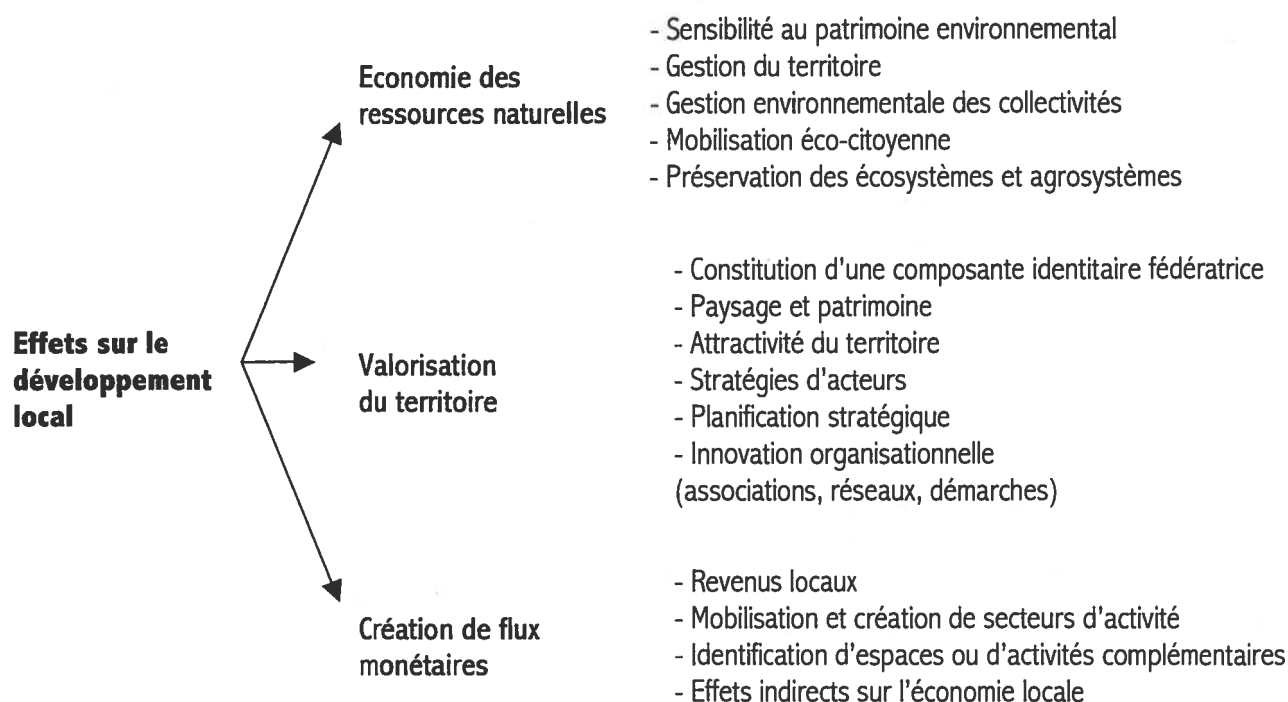 Effets sur le
développement
local
Economie des
ressources naturelles
- Sensibilité au patrimoine environnemental
- Gestion du territoire
- Gestion environnementale des collectivités
- Mobilisation éco-citoyenne
- Préservation des écosystèmes et agrosystèmes
Valorisation
du territoire
- Constitution d'une composante identitaire fédératrice
- Paysage et patrimoine
- Attractivité du territoire
- Stratégies d'acteurs
- Planification stratégique
- Innovation organisationnelle
(associations, réseaux, démarches)
Création de flux
monétaires
- Revenus locaux
- Mobilisation et création de secteurs d'activité
- Identification d'espaces ou d'activités complémentaires
- Effets indirects sur l'économie locale